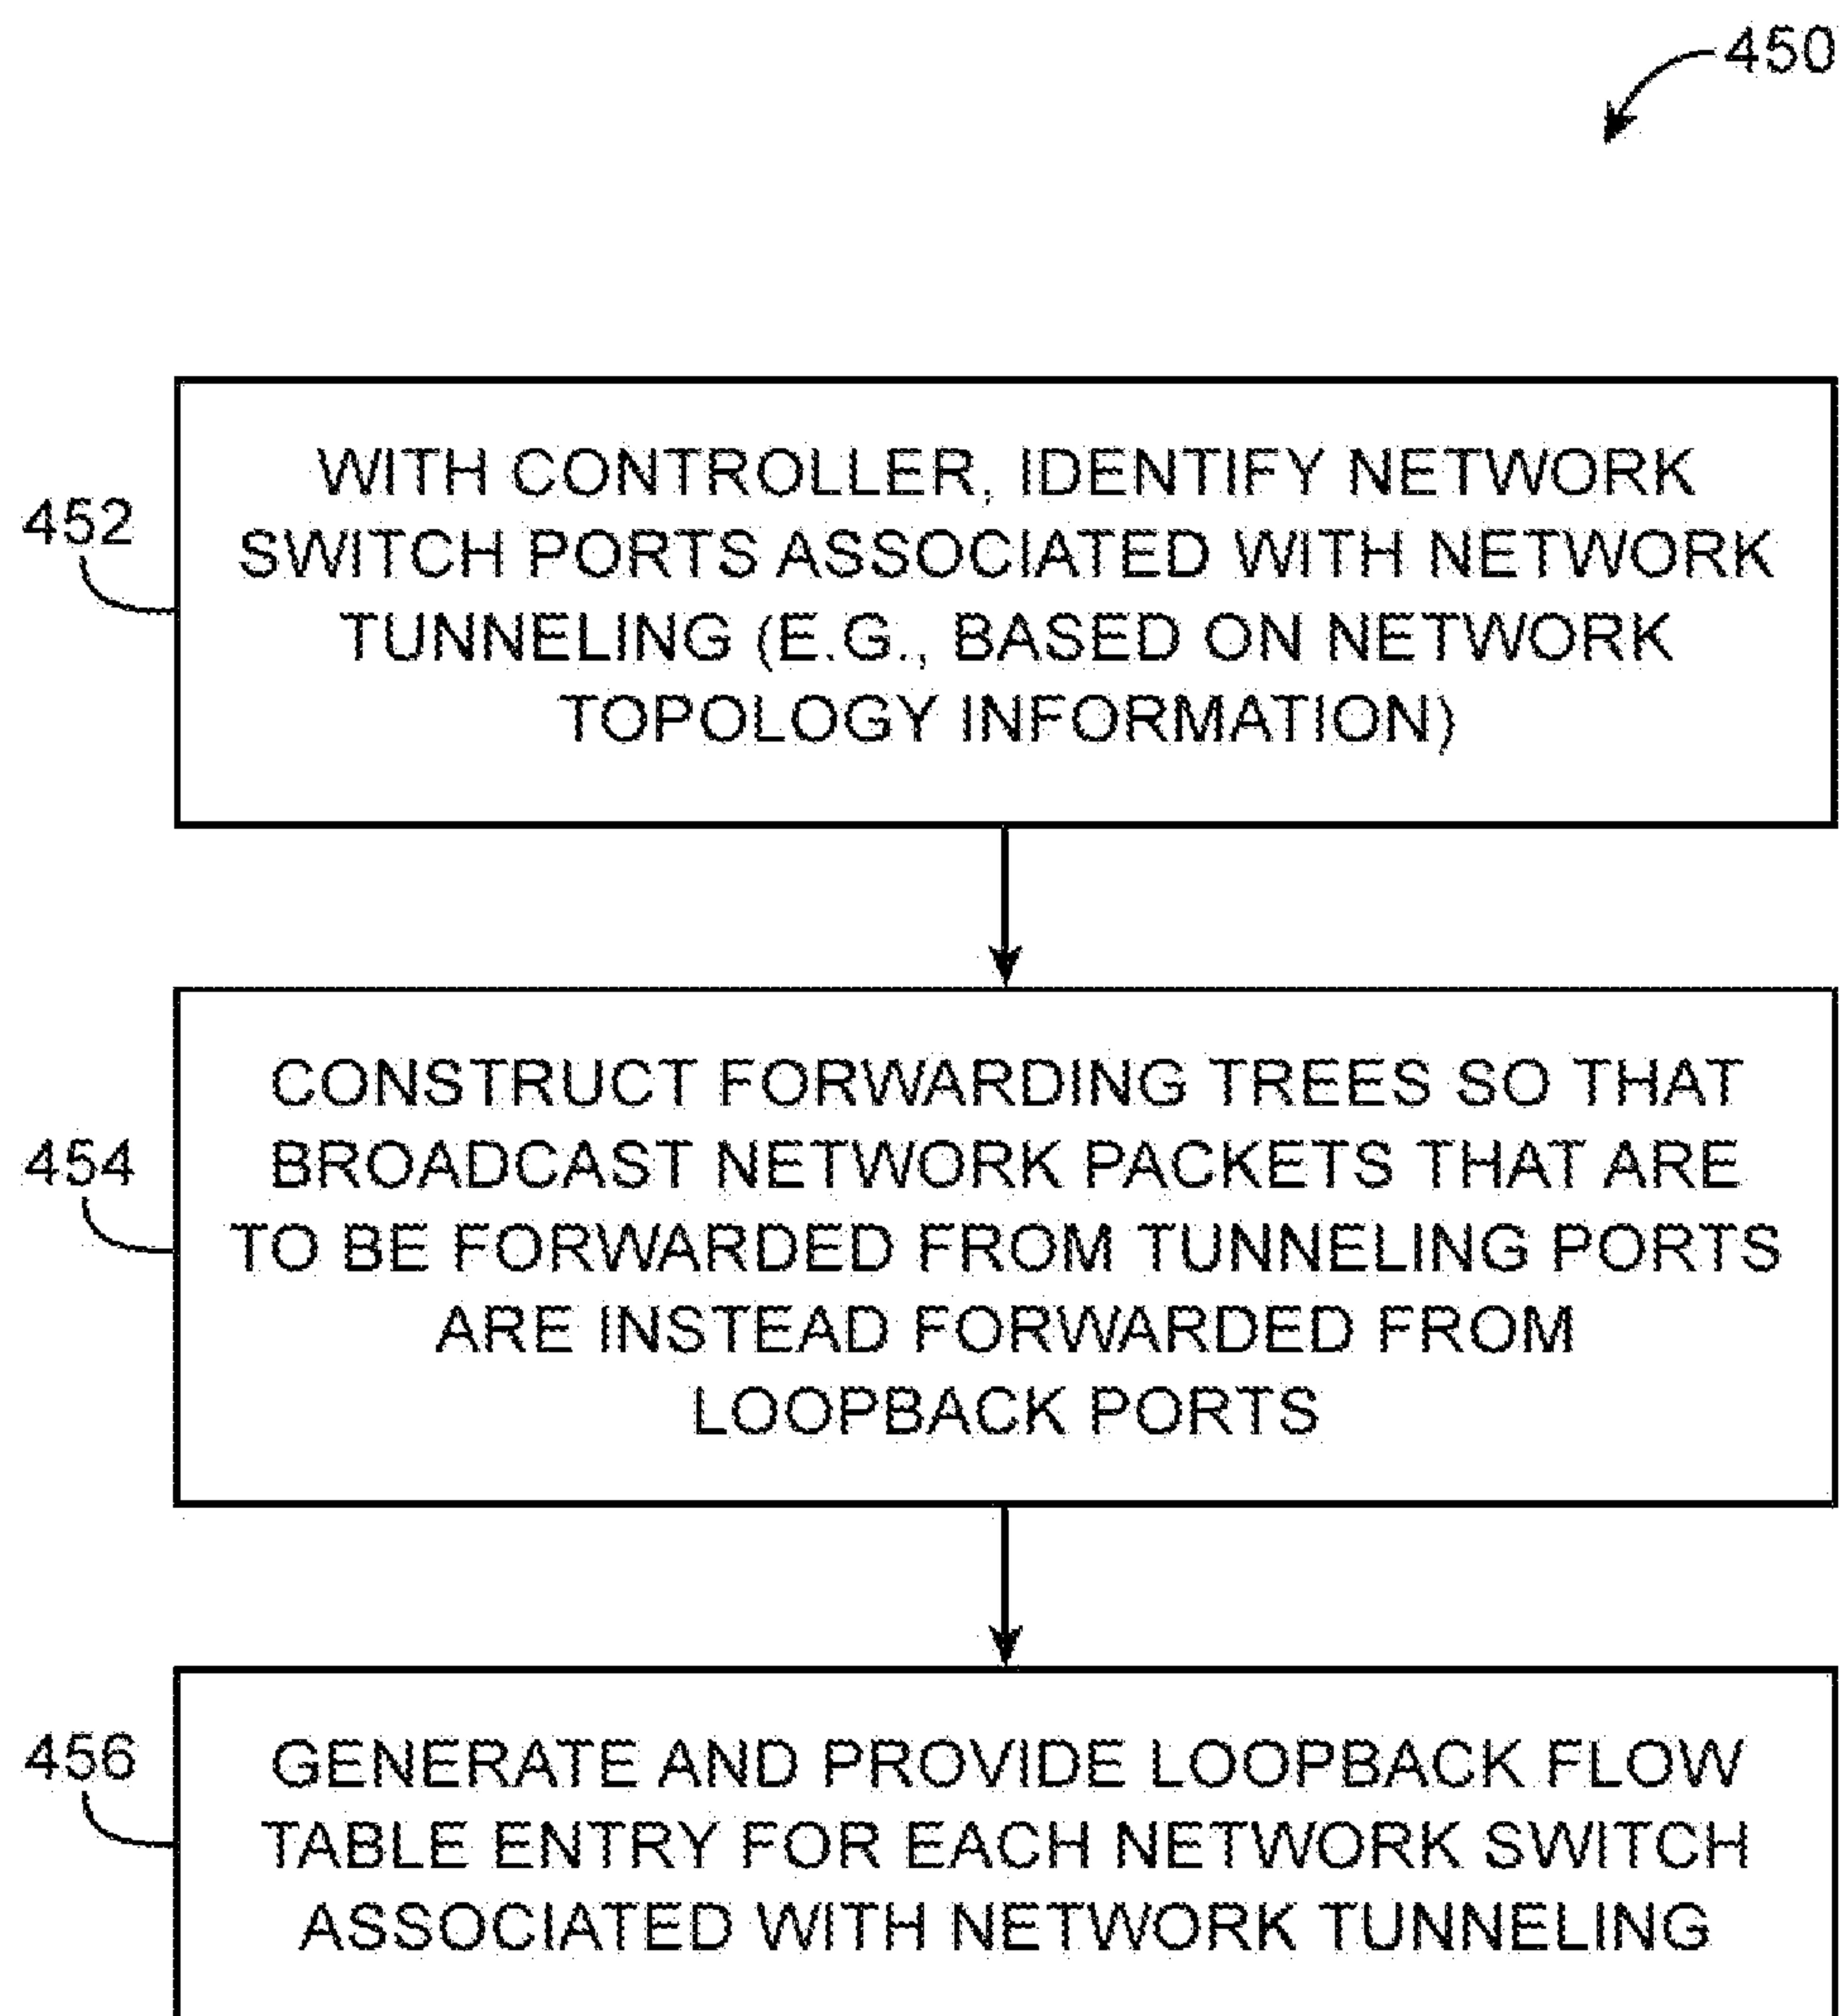 450
452
WITH CONTROLLER, IDENTIFY NETWORK
SWITCH PORTS ASSOCIATED WITH NETWORK
TUNNELING (E.G., BASED ON NETWORK
TOPOLOGY INFORMATION)
454
CONSTRUCT FORWARDING TREES SO THAT
BROADCAST NETWORK PACKETS THAT ARE
TO BE FORWARDED FROM TUNNELING PORTS
ARE INSTEAD FORWARDED FROM
LOOPBACK PORTS
456
GENERATE AND PROVIDE LOOPBACK FLOW
TABLE ENTRY FOR EACH NETWORK SWITCH
ASSOCIATED WITH NETWORK TUNNELING